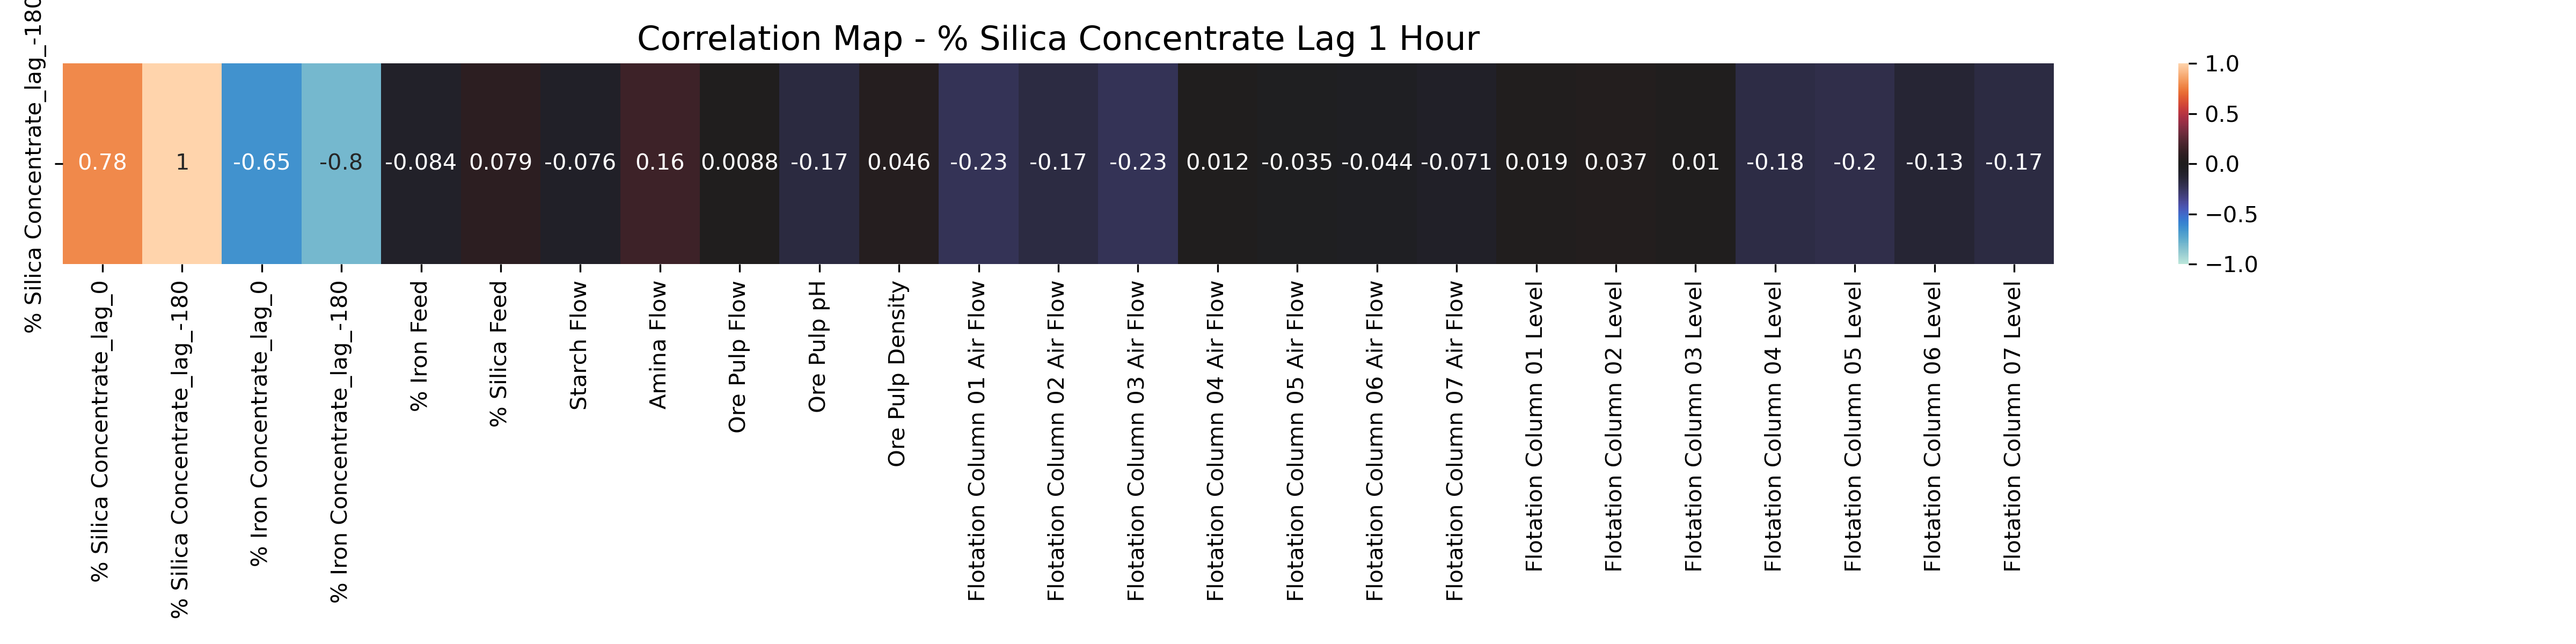 Correlation Map - % Silica Concentrate Lag 1 Hour
% Silica Concentrate_lag_-180
0.78 1 -0.65 -0.8 -0.084 0.079 -0.076 0.16 0.0088 -0.17 0.046 -0.23 -0.17 -0.23 0.012 -0.035 -0.044 -0.071 0.019 0.037 0.01 -0.18 -0.2 -0.13 -0.17
% Silica Concentrate_lag_0
% Silica Concentrate_lag_-180
% Iron Concentrate_lag_0
% Iron Concentrate_lag_-180
% Iron Feed
% Silica Feed
Starch Flow
Amina Flow
Ore Pulp Flow
Ore Pulp pH
Ore Pulp Density
Flotation Column 01 Air Flow
Flotation Column 02 Air Flow
Flotation Column 03 Air Flow
Flotation Column 04 Air Flow
Flotation Column 05 Air Flow
Flotation Column 06 Air Flow
Flotation Column 07 Air Flow
Flotation Column 01 Level
Flotation Column 02 Level
Flotation Column 03 Level
Flotation Column 04 Level
Flotation Column 05 Level
Flotation Column 06 Level
Flotation Column 07 Level
1.0
0.5
0.0
−0.5
−1.0